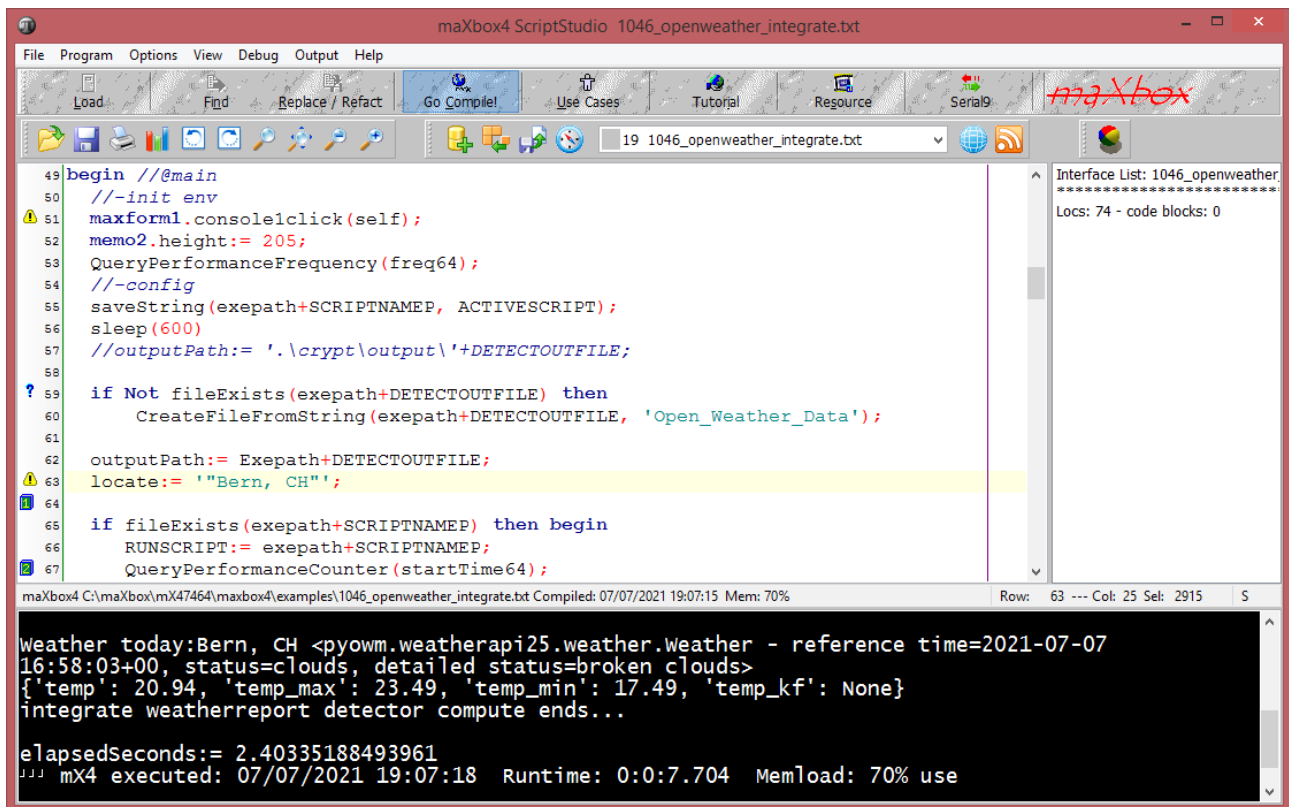 maXbox4 ScriptStudio 1046_openweather_integrate.txt
File Program Options View Debug Output Help
Load Find Replace / Refact Go Compile! Use Cases Tutorial Resource Serial9 maXbox
19 1046_openweather_integrate.txt
49 begin //@main
50 //-init env
51 maxform1.console1click(self);
52 memo2.height:= 205;
53 QueryPerformanceFrequency(freq64);
54 //-config
55 saveString(exepath+SCRIPTNAMEP, ACTIVESCRIPT);
56 sleep(600)
57 //outputPath:= '.\crypt\output\'+DETECTOUTFILE;
58
59 if Not fileExists(exepath+DETECTOUTFILE) then
60 CreateFileFromString(exepath+DETECTOUTFILE, 'Open_Weather_Data');
61
62 outputPath:= Exepath+DETECTOUTFILE;
63 locate:= '"Bern, CH"';
64
65 if fileExists(exepath+SCRIPTNAMEP) then begin
66 RUNSCRIPT:= exepath+SCRIPTNAMEP;
67 QueryPerformanceCounter(startTime64);
Interface List: 1046_openweather_
*************************
Locs: 74 - code blocks: 0
maXbox4 C:\maXbox\mX47464\maxbox4\examples\1046_openweather_integrate.txt Compiled: 07/07/2021 19:07:15 Mem: 70% Row: 63 --- Col: 25 Sel: 2915 S
Weather today:Bern, CH <pyowm.weatherapi25.weather.Weather - reference time=2021-07-07
16:58:03+00, status=clouds, detailed status=broken clouds>
{'temp': 20.94, 'temp_max': 23.49, 'temp_min': 17.49, 'temp_kf': None}
integrate weatherreport detector compute ends...
elapsedSeconds:= 2.40335188493961
mX4 executed: 07/07/2021 19:07:18 Runtime: 0:0:7.704 Memload: 70% use